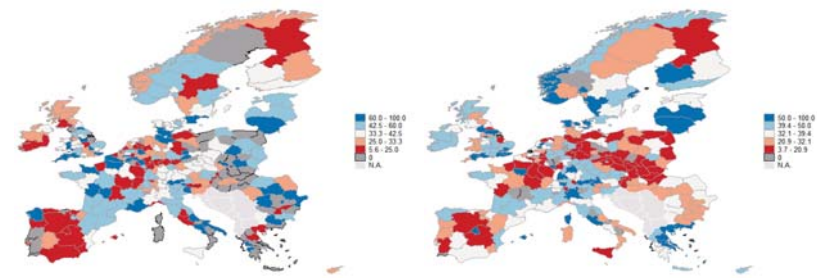 60.0 - 100.0
42.5 - 60.0
33.3 - 42.5
25.0 - 33.3
5.6 - 25.0
0
N.A.
50.0 - 100.0
39.4 - 50.0
32.1 - 39.4
20.9 - 32.1
3.7 - 20.9
0
N.A.